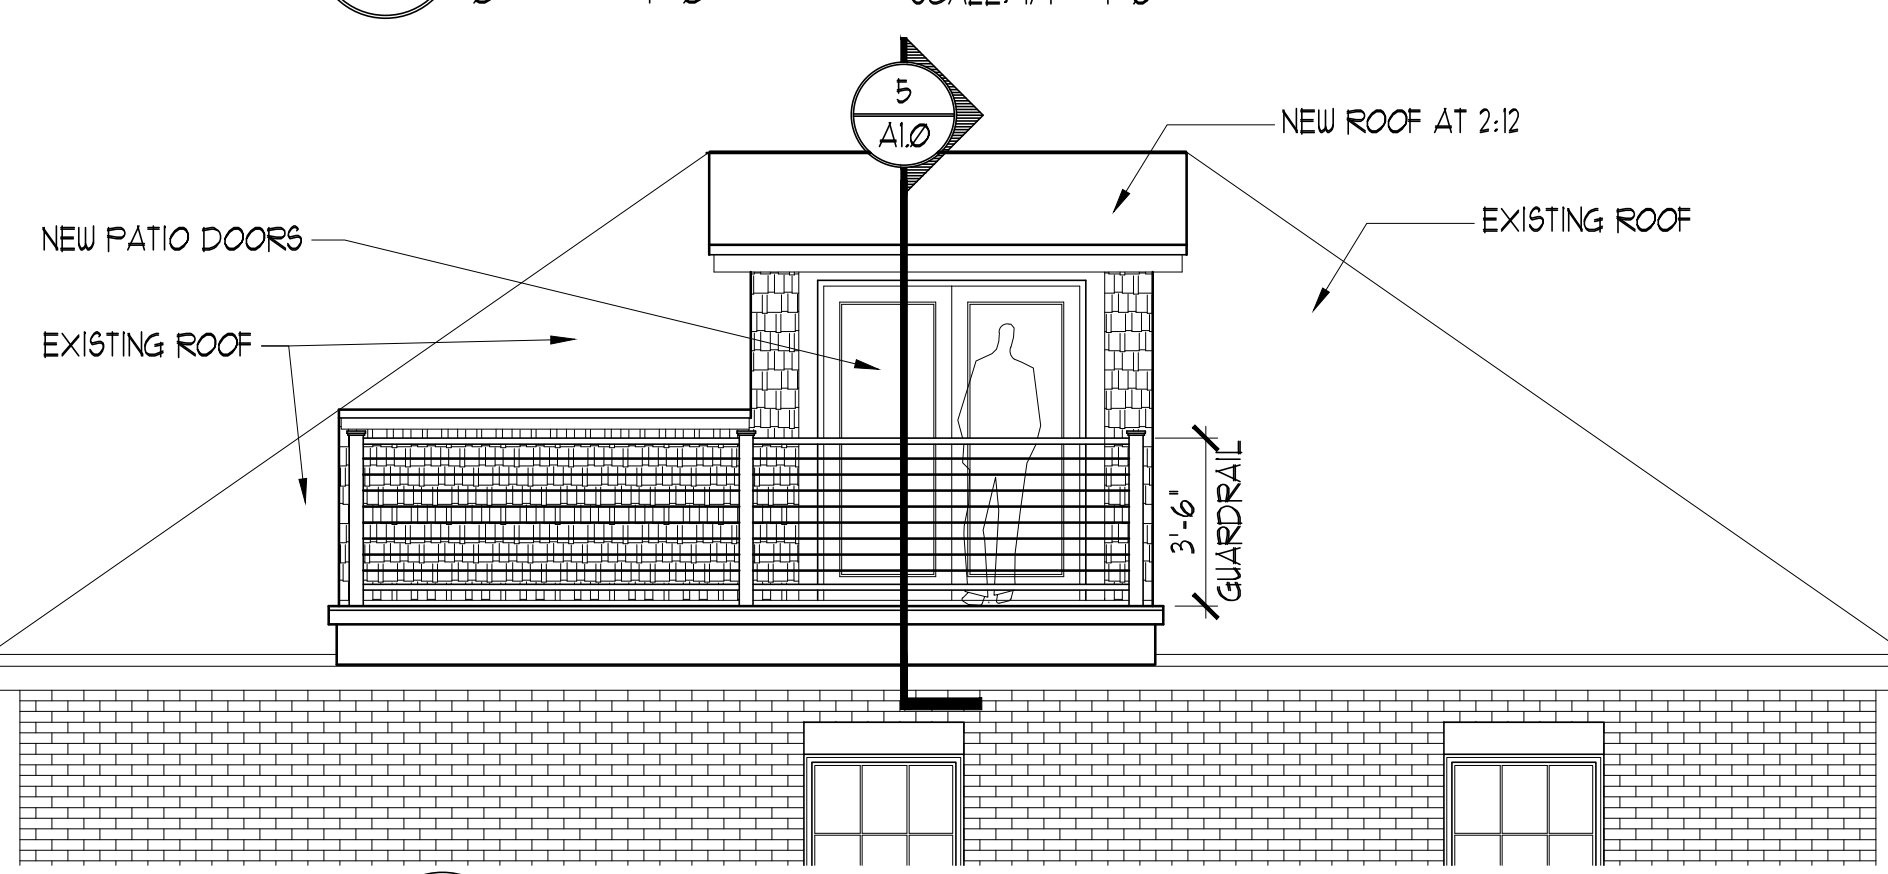 5
A1.0
NEW ROOF AT 2:12
EXISTING ROOF
NEW PATIO DOORS
EXISTING ROOF
3'-6"
GUARDRAIL